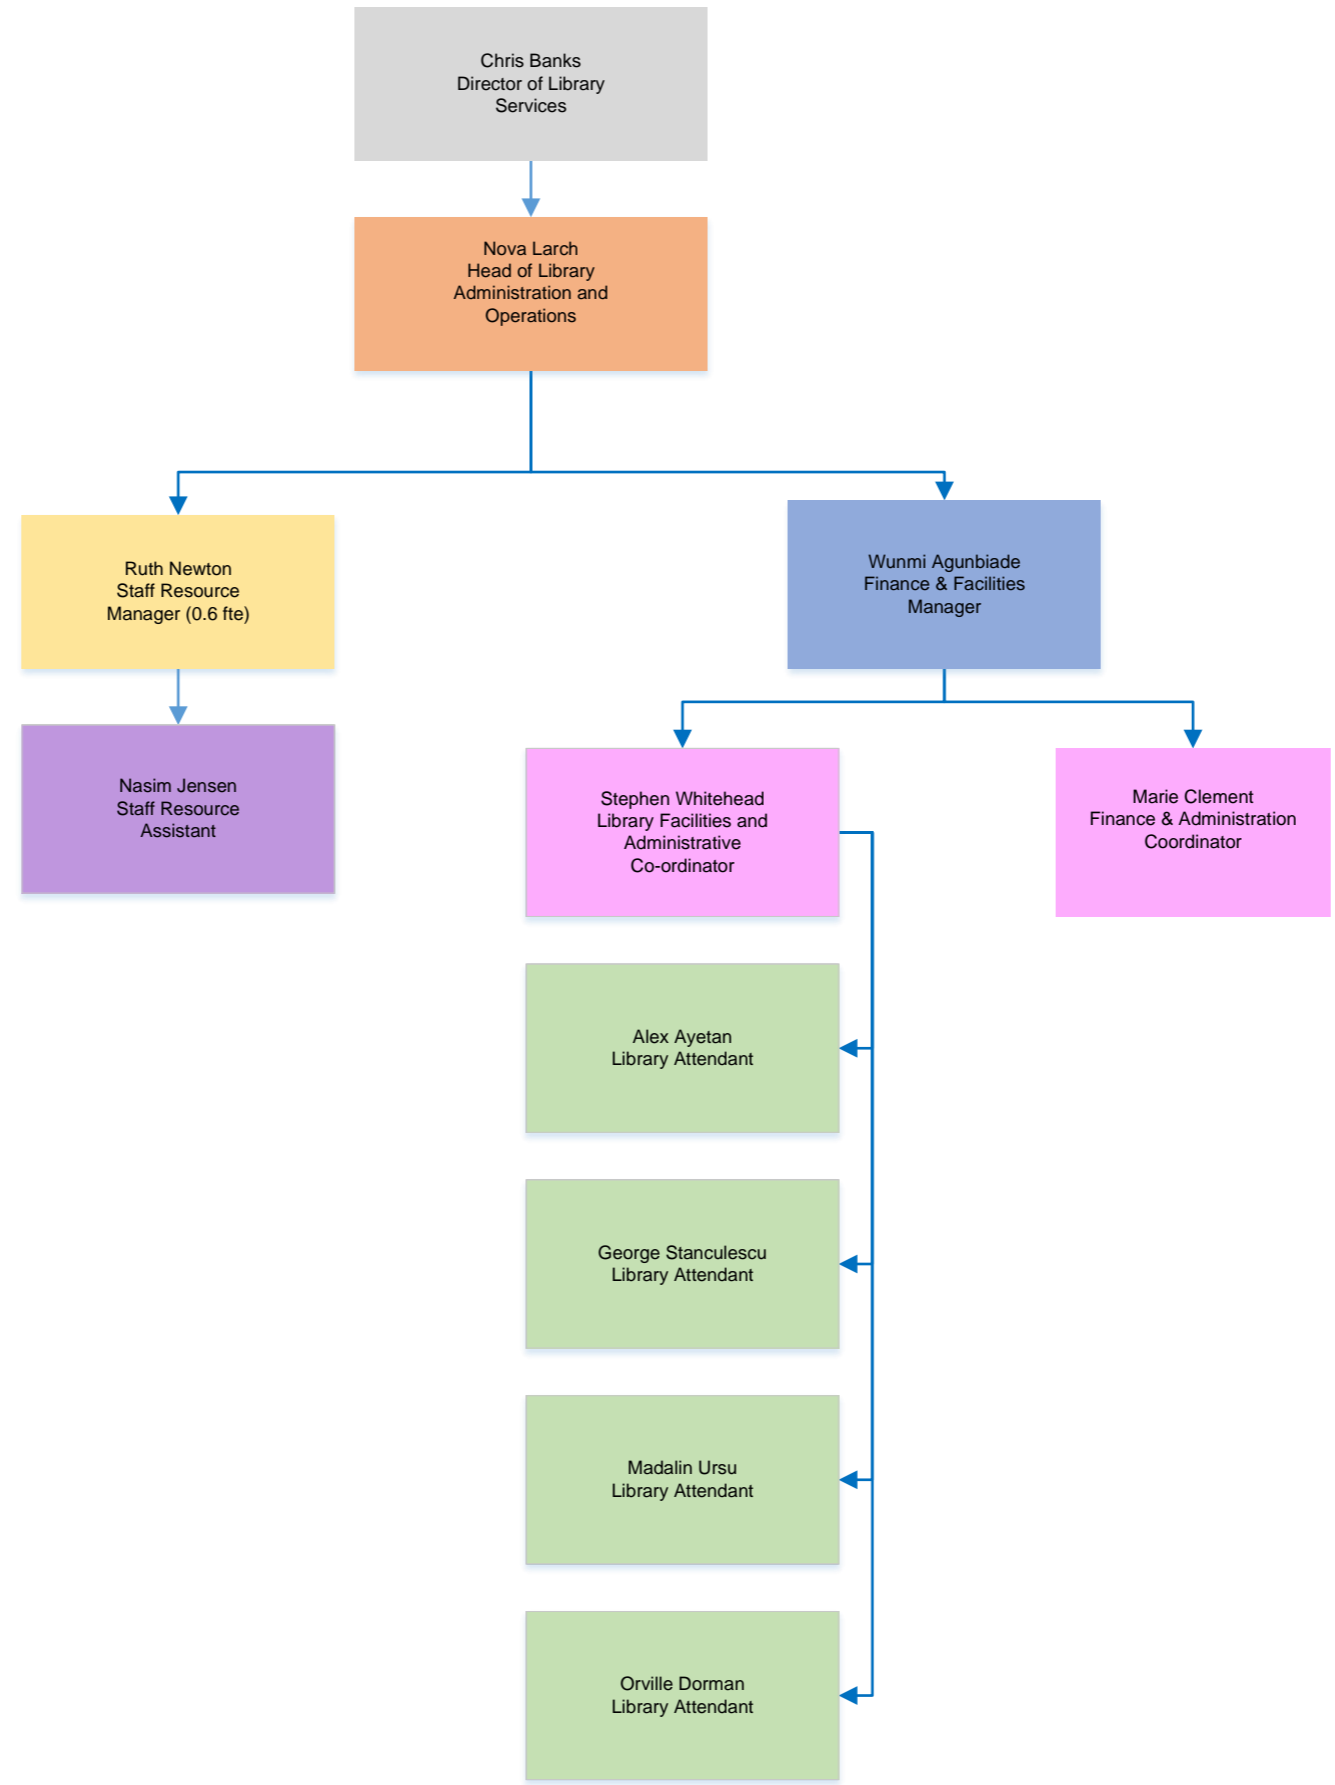 Chris Banks
Director of Library
Services
Nova Larch
Head of Library
Administration and
Operations
Ruth Newton
Staff Resource
Manager (0.6 fte)
Wunmi Agunbiade
Finance & Facilities
Manager
Nasim Jensen
Staff Resource
Assistant
Stephen Whitehead
Library Facilities and
Administrative
Co-ordinator
Marie Clement
Finance & Administration
Coordinator
Alex Ayetan
Library Attendant
George Stanculescu
Library Attendant
Madalin Ursu
Library Attendant
Orville Dorman
Library Attendant